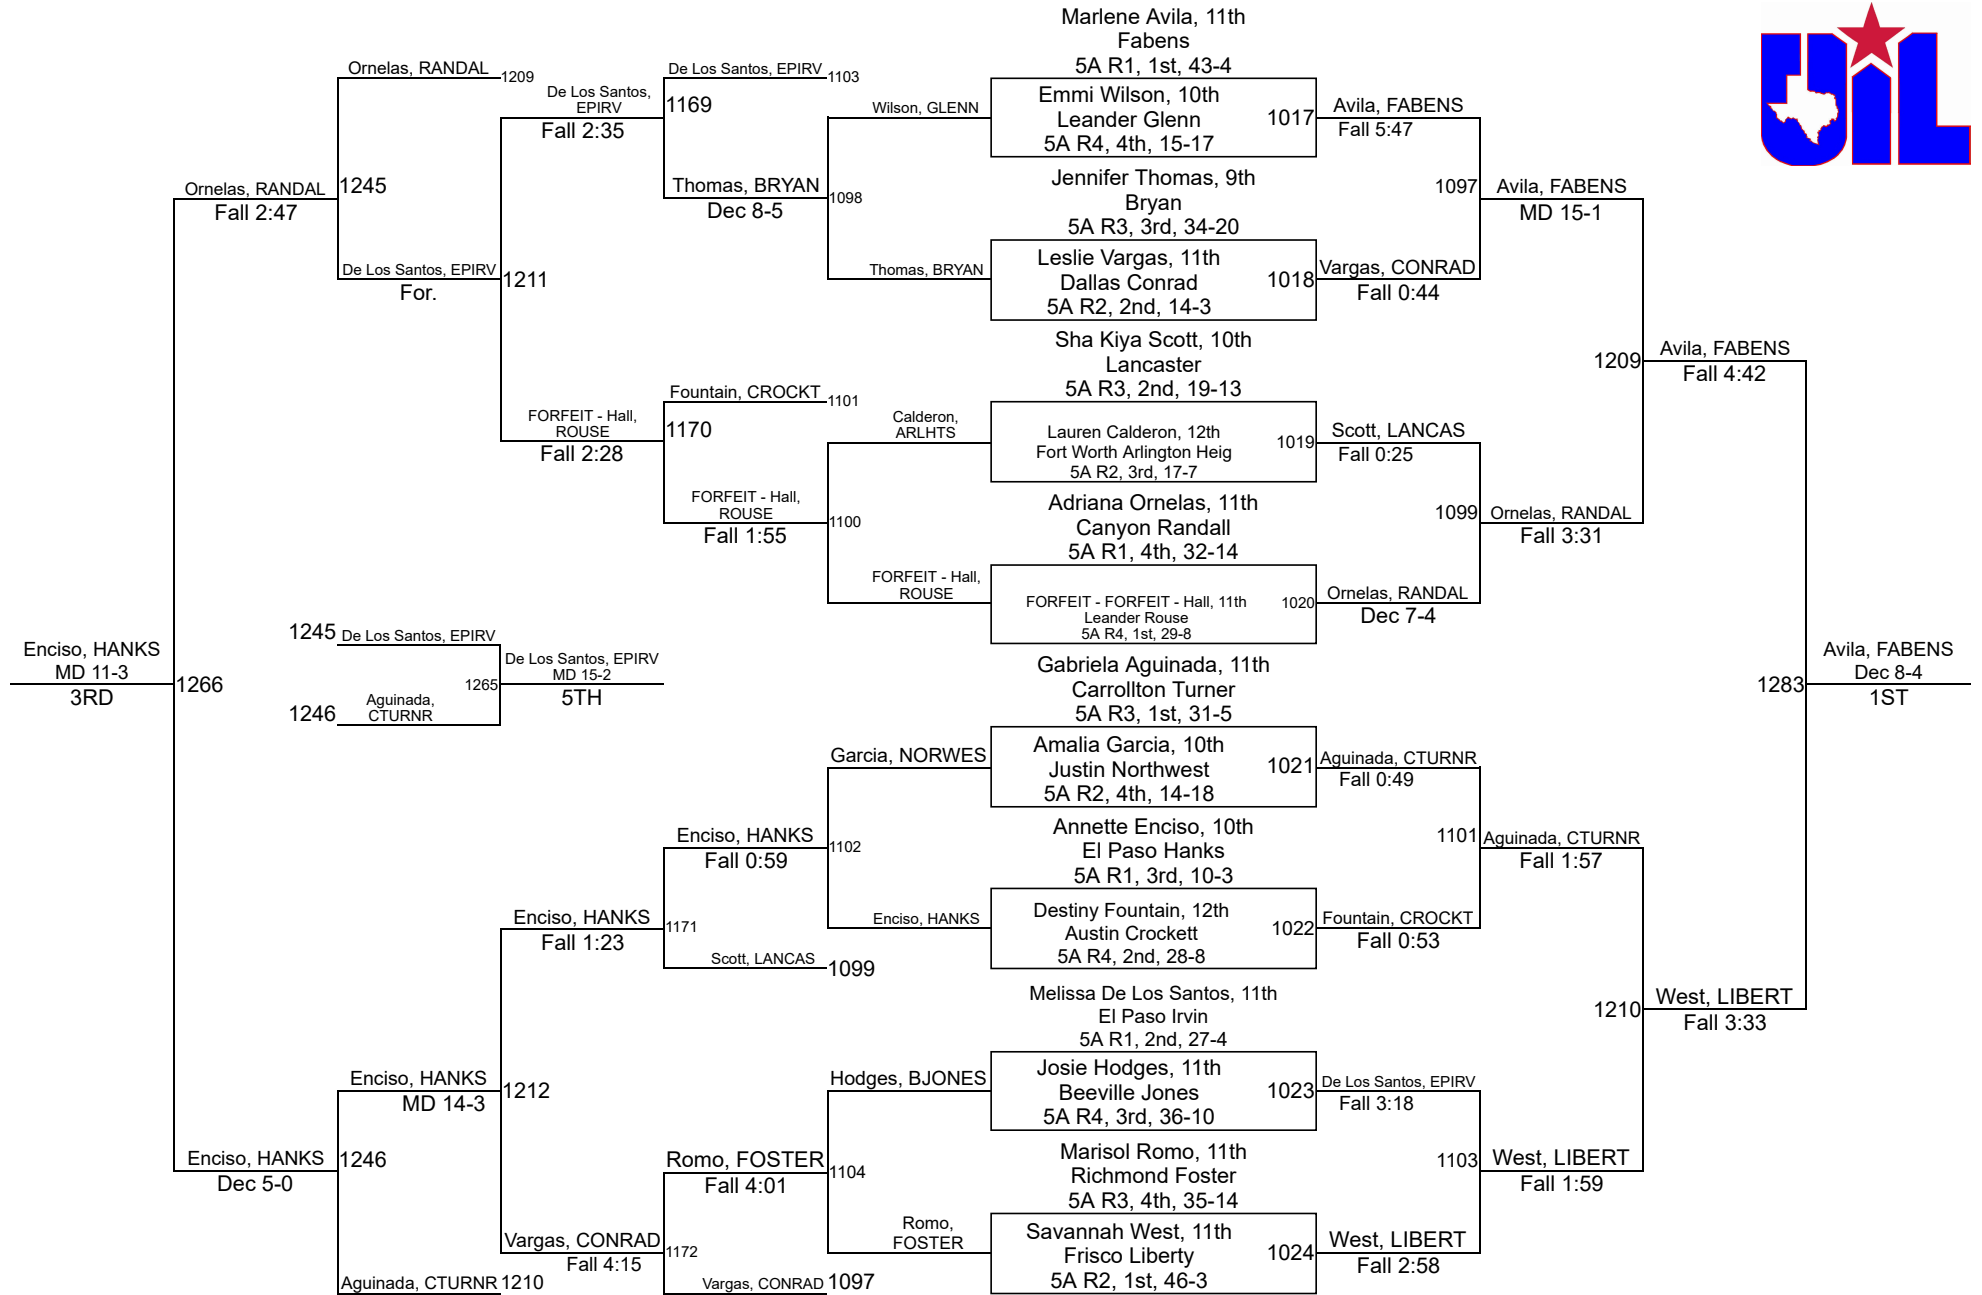 UIL
Marlene Avila, 11th
Fabens
5A R1, 1st, 43-4
Emmi Wilson, 10th
Leander Glenn
5A R4, 4th, 15-17
1017
Jennifer Thomas, 9th
Bryan
5A R3, 3rd, 34-20
Leslie Vargas, 11th
Dallas Conrad
5A R2, 2nd, 14-3
1018
Sha Kiya Scott, 10th
Lancaster
5A R3, 2nd, 19-13
Lauren Calderon, 12th
Fort Worth Arlington Heig
5A R2, 3rd, 17-7
1019
Adriana Ornelas, 11th
Canyon Randall
5A R1, 4th, 32-14
FORFEIT - FORFEIT - Hall, 11th
Leander Rouse
5A R4, 1st, 29-8
1020
Gabriela Aguinada, 11th
Carrollton Turner
5A R3, 1st, 31-5
Amalia Garcia, 10th
Justin Northwest
5A R2, 4th, 14-18
1021
Annette Enciso, 10th
El Paso Hanks
5A R1, 3rd, 10-3
Destiny Fountain, 12th
Austin Crockett
5A R4, 2nd, 28-8
1022
Melissa De Los Santos, 11th
El Paso Irvin
5A R1, 2nd, 27-4
Josie Hodges, 11th
Beeville Jones
5A R4, 3rd, 36-10
1023
Marisol Romo, 11th
Richmond Foster
5A R3, 4th, 35-14
Savannah West, 11th
Frisco Liberty
5A R2, 1st, 46-3
1024
Avila, FABENS
Fall 5:47
1097
Vargas, CONRAD
Fall 0:44
Scott, LANCAS
Fall 0:25
1099
Ornelas, RANDAL
Dec 7-4
Aguinada, CTURNR
Fall 0:49
1101
Fountain, CROCKT
Fall 0:53
De Los Santos, EPIRV
Fall 3:18
1103
West, LIBERT
Fall 2:58
Avila, FABENS
MD 15-1
1209
Ornelas, RANDAL
Fall 3:31
Aguinada, CTURNR
Fall 1:57
1210
West, LIBERT
Fall 1:59
Avila, FABENS
Fall 4:42
1283
West, LIBERT
Fall 3:33
Avila, FABENS
Dec 8-4
1ST
Wilson, GLENN
1098
Thomas, BRYAN
Calderon,
ARLHTS
1100
FORFEIT - Hall,
ROUSE
Garcia, NORWES
1102
Enciso, HANKS
Hodges, BJONES
1104
Romo,
FOSTER
De Los Santos, EPIRV
1103
1169
Thomas, BRYAN
Dec 8-5
Fountain, CROCKT
1101
1170
FORFEIT - Hall,
ROUSE
Fall 1:55
Enciso, HANKS
Fall 0:59
1171
Scott, LANCAS
1099
Romo, FOSTER
Fall 4:01
1172
Vargas, CONRAD
1097
De Los Santos,
EPIRV
Fall 2:35
1211
FORFEIT - Hall,
ROUSE
Fall 2:28
Enciso, HANKS
Fall 1:23
1212
Vargas, CONRAD
Fall 4:15
Ornelas, RANDAL
1209
1245
De Los Santos, EPIRV
For.
Enciso, HANKS
MD 14-3
1246
Aguinada, CTURNR
1210
Ornelas, RANDAL
Fall 2:47
1266
Enciso, HANKS
Dec 5-0
Enciso, HANKS
MD 11-3
3RD
1245
De Los Santos, EPIRV
1265
1246
Aguinada,
CTURNR
De Los Santos, EPIRV
MD 15-2
5TH